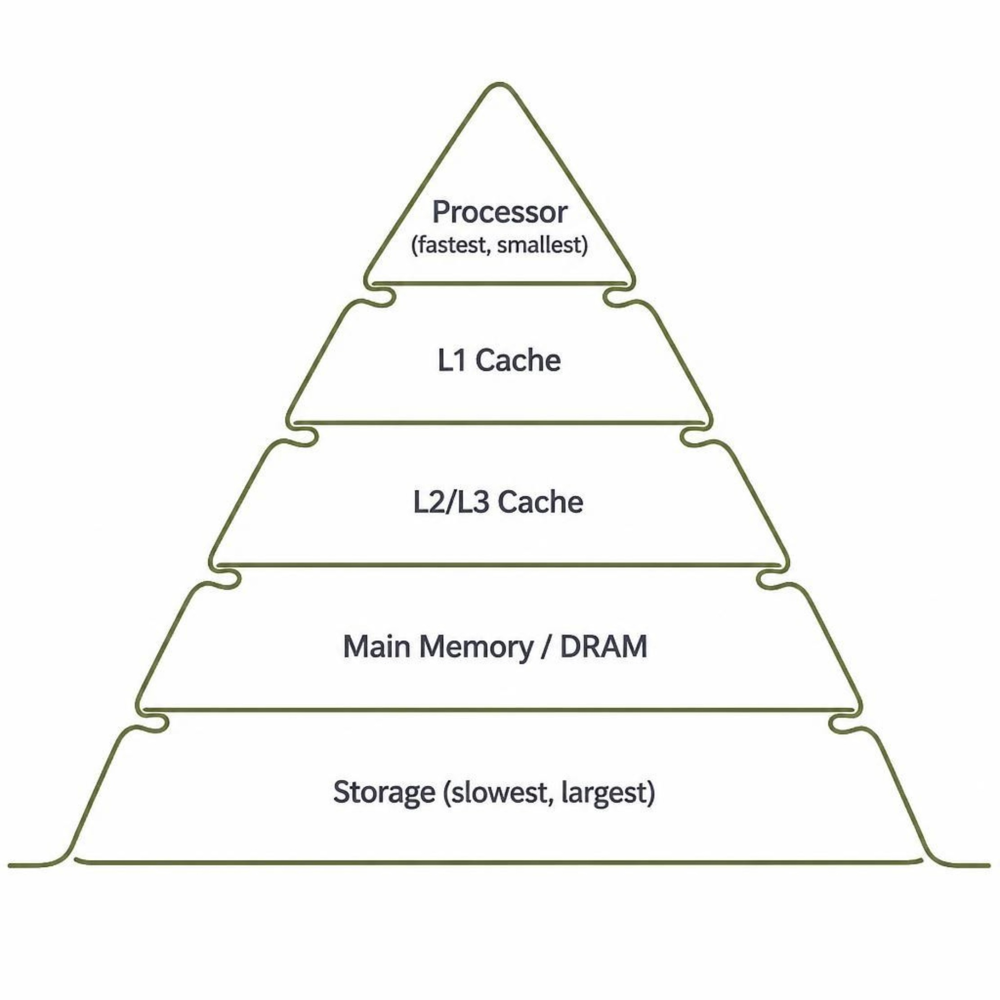 Processor
(fastest, smallest)
L1 Cache
L2/L3 Cache
Main Memory / DRAM
Storage (slowest, largest)